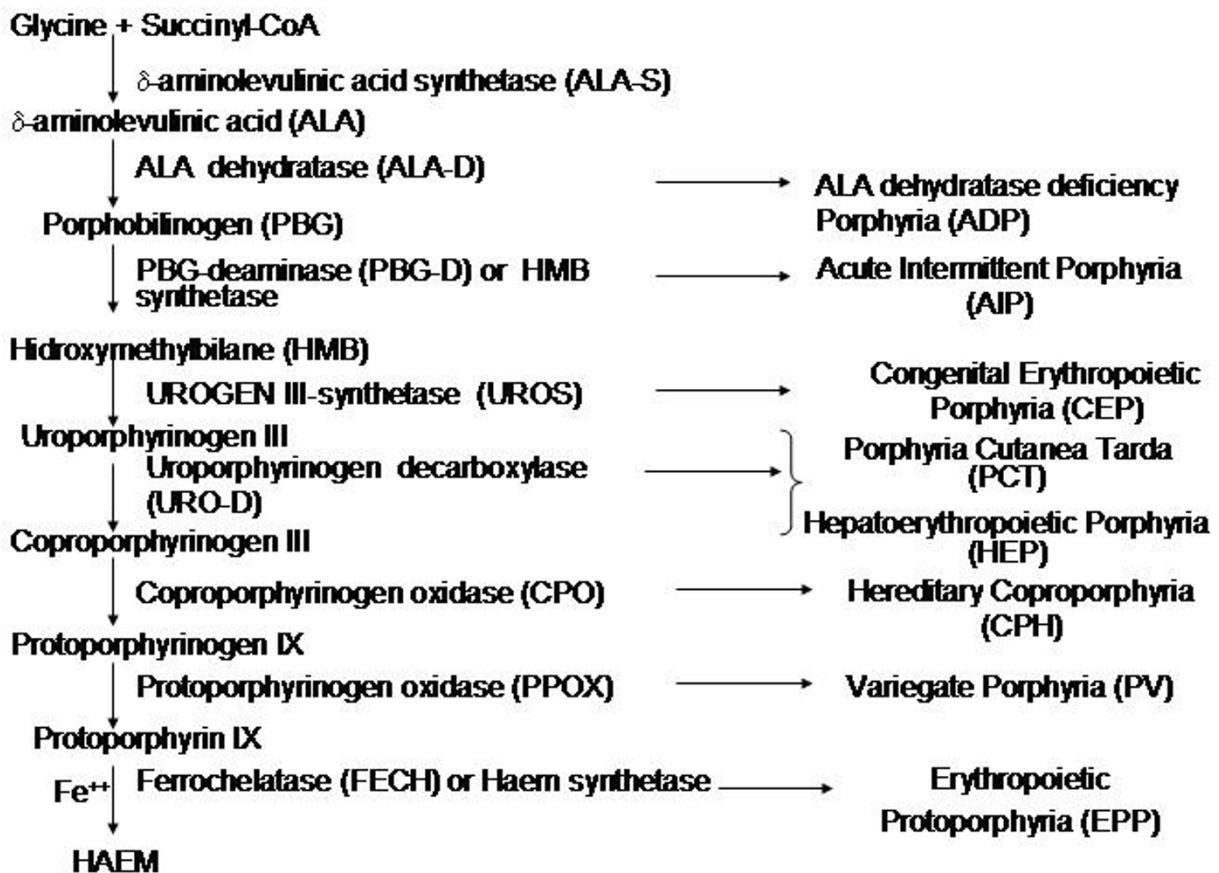 Glycine + Succinyl-CoA
δ-aminolevulinic acid synthetase (ALA-S)
δ-aminolevulinic acid (ALA)
ALA dehydratase (ALA-D)
ALA dehydratase deficiency
Porphyria (ADP)
Porphobilinogen (PBG)
PBG-deaminase (PBG-D) or HMB
synthetase
Acute Intermittent Porphyria
(AIP)
Hidroxymethylbilane (HMB)
UROGEN III-synthetase (UROS)
Congenital Erythropoietic
Porphyria (CEP)
Uroporphyrinogen III
Uroporphyrinogen decarboxylase
(URO-D)
Porphyria Cutanea Tarda
(PCT)
Hepatoerythropoietic Porphyria
(HEP)
Coproporphyrinogen III
Coproporphyrinogen oxidase (CPO)
Hereditary Coproporphyria
(CPH)
Protoporphyrinogen IX
Protoporphyrinogen oxidase (PPOX)
Variegate Porphyria (PV)
Protoporphyrin IX
Fe++
Ferrochelatase (FECH) or Haem synthetase
Erythropoietic
Protoporphyria (EPP)
HAEM